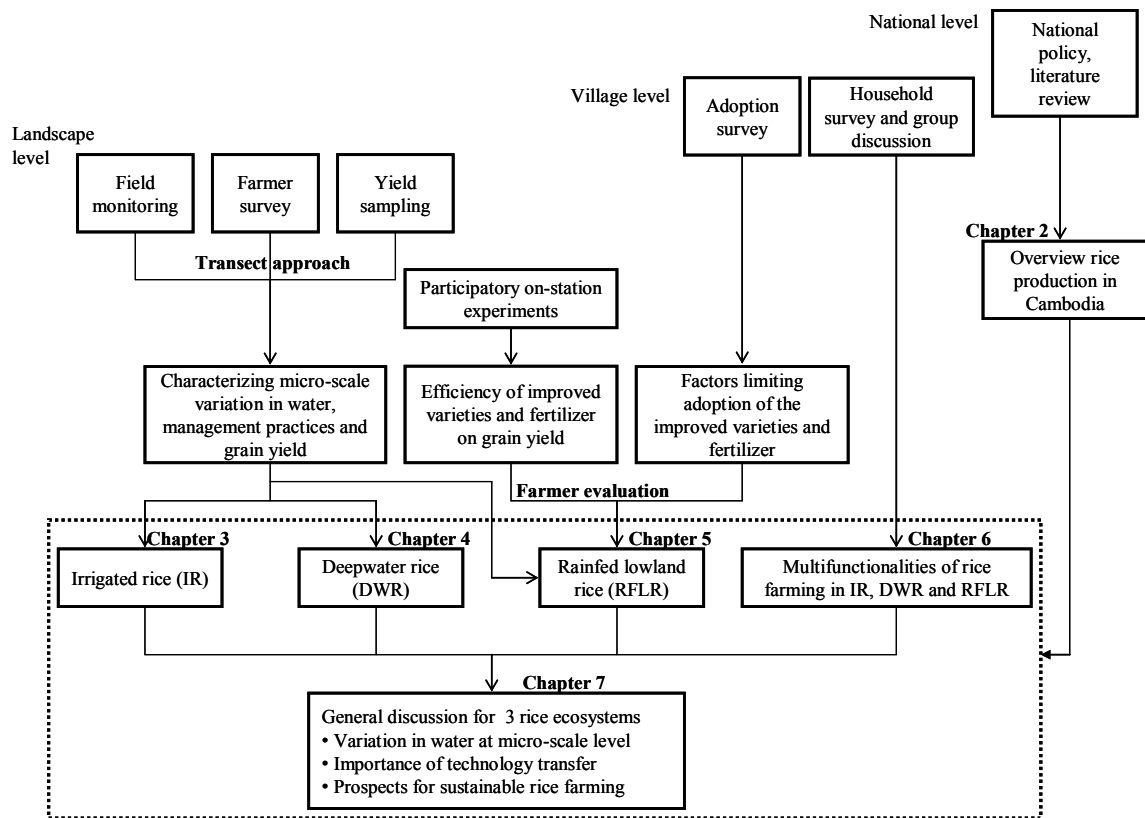 National level
National
policy,
literature
review
Village level
Adoption
survey
Household
survey and group
discussion
Landscape
level
Field
monitoring
Farmer
survey
Yield
sampling
Transect approach
Chapter 2
Overview rice
production in
Cambodia
Participatory on-station
experiments
Characterizing micro-scale
variation in water,
management practices and
grain yield
Efficiency of improved
varieties and fertilizer
on grain yield
Factors limiting
adoption of the
improved varieties and
fertilizer
Farmer evaluation
Chapter 3
Irrigated rice (IR)
Chapter 4
Deepwater rice
(DWR)
Chapter 5
Rainfed lowland
rice (RFLR)
Chapter 6
Multifunctionalities of rice
farming in IR, DWR and RFLR
Chapter 7
General discussion for 3 rice ecosystems
• Variation in water at micro-scale level
• Importance of technology transfer
• Prospects for sustainable rice farming